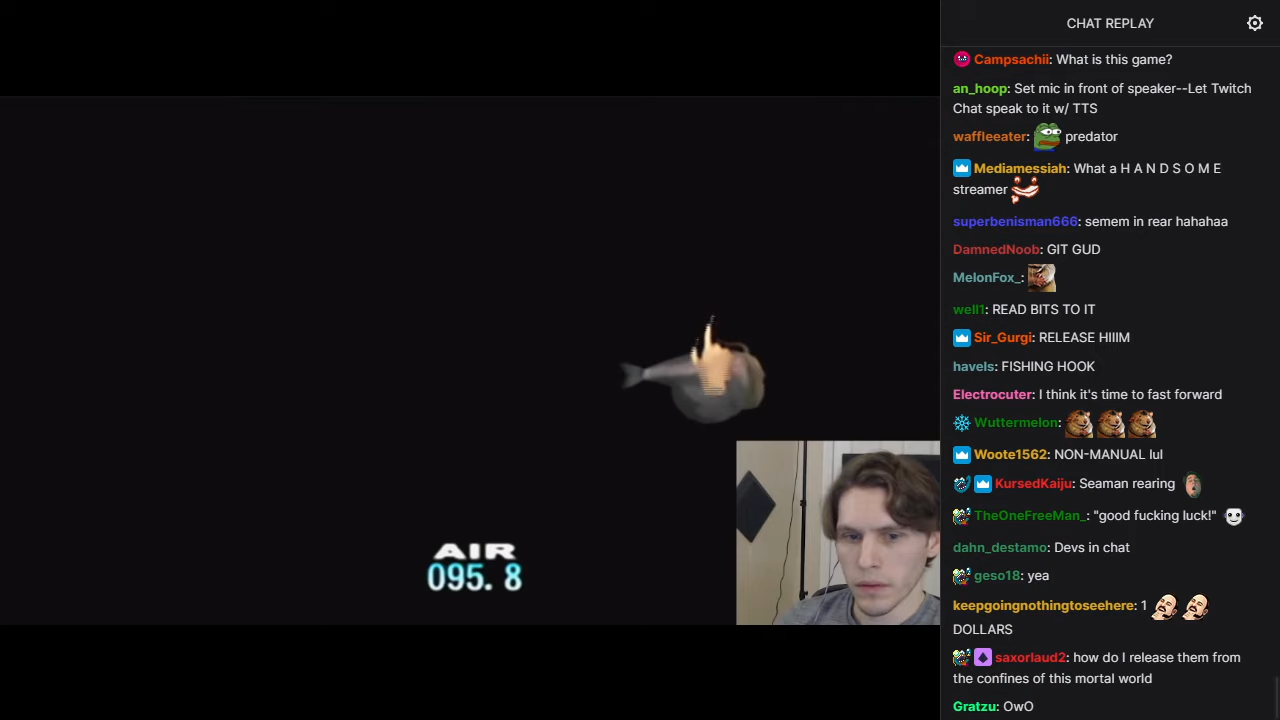 CHAT REPLAY
Campsachii: What is this game?
an_hoop: Set mic in front of speaker--Let Twitch
Chat speak to it w/ TTS
waffleeater: predator
Mediamessiah: What a H A N D S O M E
streamer
superbenisman666: semem in rear hahahaa
DamnedNoob: GIT GUD
MelonFox_:
well1: READ BITS TO IT
Sir_Gurgi: RELEASE HIIIM
havels: FISHING HOOK
Electrocuter: I think it's time to fast forward
Wuttermelon:
Woote1562: NON-MANUAL lul
KursedKaiju: Seaman rearing
TheOneFreeMan_: "good fucking luck!"
dahn_destamo: Devs in chat
geso18: yea
keepgoingnothingtoseehere: 1
DOLLARS
saxorlaud2: how do I release them from
the confines of this mortal world
Gratzu: OwO
AIR
095. 8